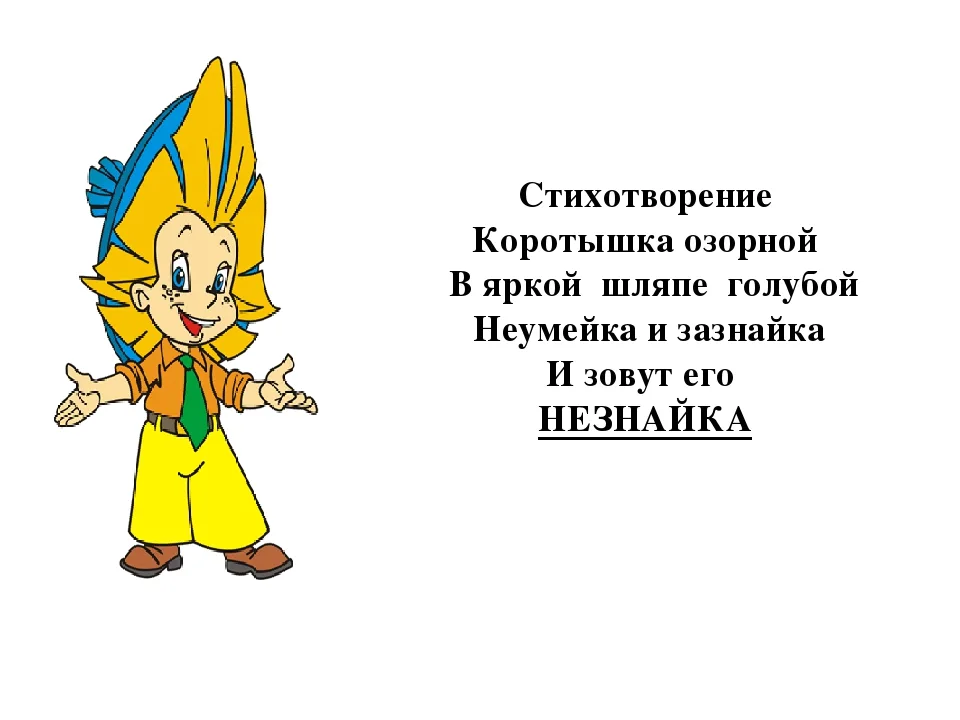 Стихотворение
Коротышка озорной
В яркой шляпе голубой
Неумейка и зазнайка
И зовут его
НЕЗНАЙКА